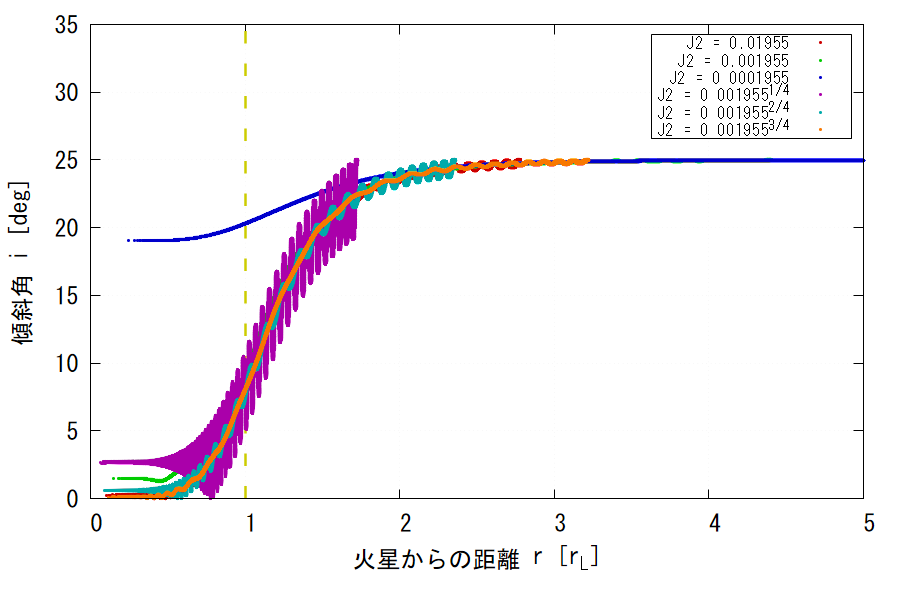 35
30
25
20
15
10
5
0
傾斜角 i [deg]
J2 = 0.01955
J2 = 0.001955
J2 = 0 0001955
J2 = 0 001955^1/4
J2 = 0 001955^2/4
J2 = 0 001955^3/4
0 1 2 3 4 5
火星からの距離 r [r_L]